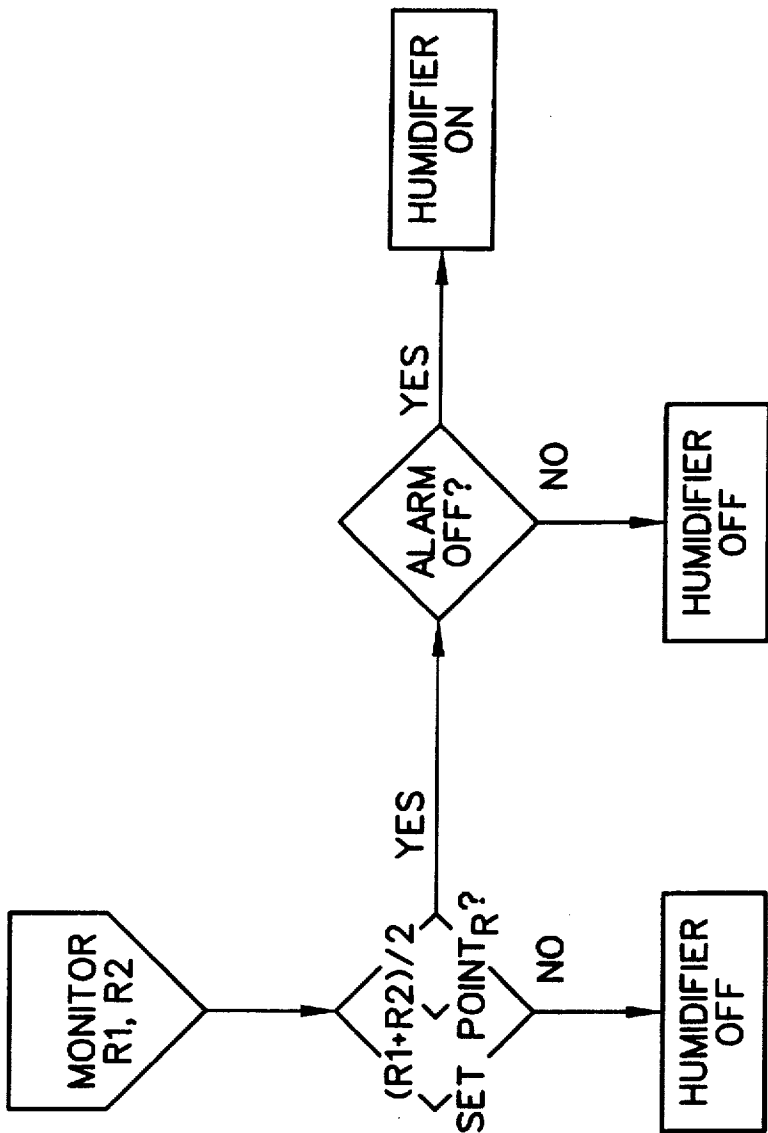 MONITOR
R1, R2
(R1+R2)/2
<
SET POINTR?
YES
NO
HUMIDIFIER
OFF
ALARM
OFF?
YES
NO
HUMIDIFIER
OFF
HUMIDIFIER
ON